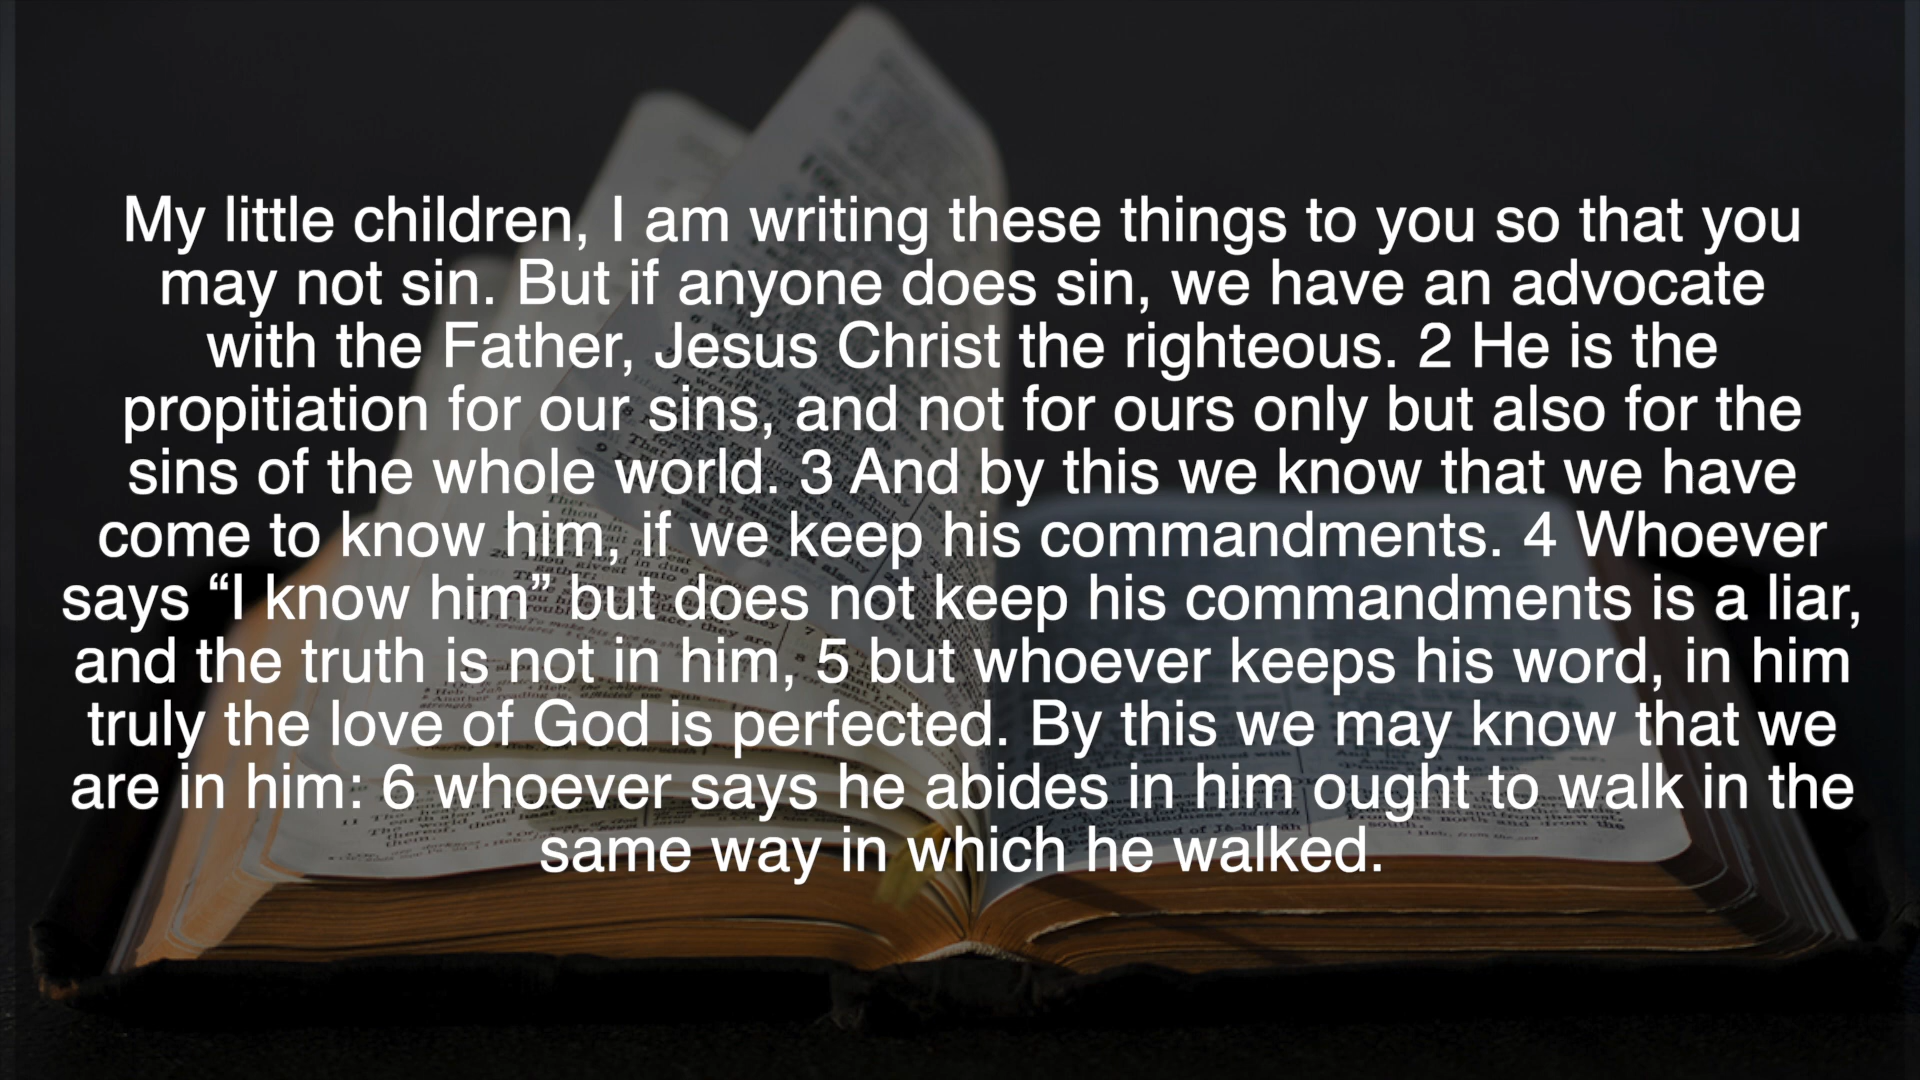 My little children, I am writing these things to you so that you
may not sin. But if anyone does sin, we have an advocate
with the Father, Jesus Christ the righteous. 2 He is the
propitiation for our sins, and not for ours only but also for the
sins of the whole world. 3 And by this we know that we have
come to know him, if we keep his commandments. 4 Whoever
says “I know him” but does not keep his commandments is a liar,
and the truth is not in him, 5 but whoever keeps his word, in him
truly the love of God is perfected. By this we may know that we
are in him: 6 whoever says he abides in him ought to walk in the
same way in which he walked.